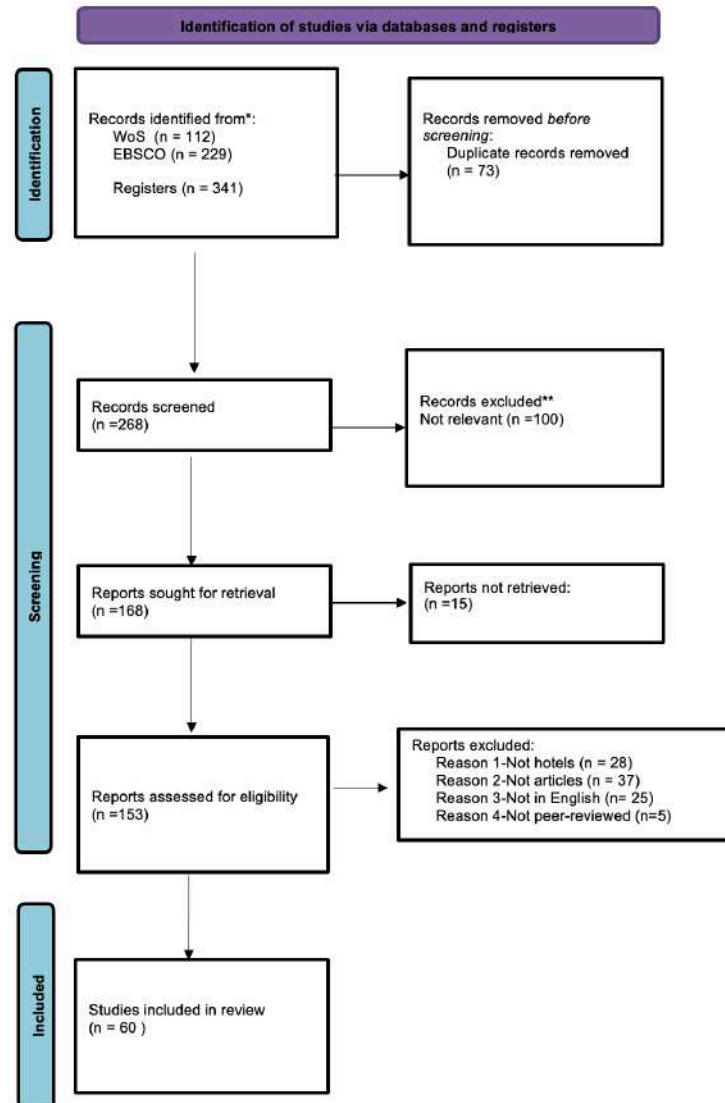 Identification of studies via databases and registers
Identification
Records identified from*:
WoS (n = 112)
EBSCO (n = 229)
Registers (n = 341)
Records removed before
screening:
Duplicate records removed
(n = 73)
Screening
Records screened
(n =268)
Records excluded**
Not relevant (n =100)
Reports sought for retrieval
(n =168)
Reports not retrieved:
(n =15)
Reports assessed for eligibility
(n =153)
Reports excluded:
Reason 1-Not hotels (n = 28)
Reason 2-Not articles (n = 37)
Reason 3-Not in English (n= 25)
Reason 4-Not peer-reviewed (n=5)
Included
Studies included in review
(n = 60 )